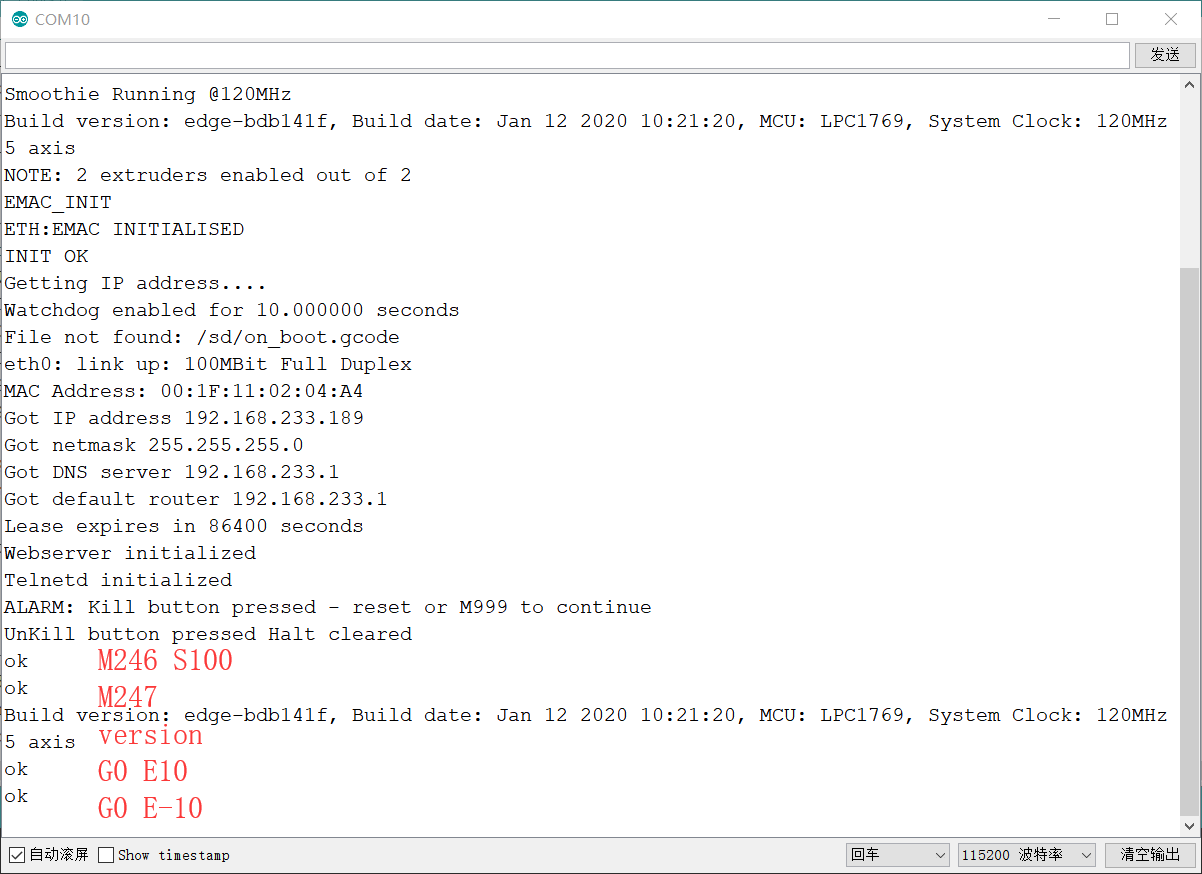 COM10
发送
Smoothie Running @120MHz
Build version: edge-bdb141f, Build date: Jan 12 2020 10:21:20, MCU: LPC1769, System Clock: 120MHz
5 axis
NOTE: 2 extruders enabled out of 2
EMAC_INIT
ETH:EMAC INITIALISED
INIT OK
Getting IP address....
Watchdog enabled for 10.000000 seconds
File not found: /sd/on_boot.gcode
eth0: link up: 100MBit Full Duplex
MAC Address: 00:1F:11:02:04:A4
Got IP address 192.168.233.189
Got netmask 255.255.255.0
Got DNS server 192.168.233.1
Got default router 192.168.233.1
Lease expires in 86400 seconds
Webserver initialized
Telnetd initialized
ALARM: Kill button pressed - reset or M999 to continue
UnKill button pressed Halt cleared
ok M246 S100
ok M247
Build version: edge-bdb141f, Build date: Jan 12 2020 10:21:20, MCU: LPC1769, System Clock: 120MHz
5 axis version
ok G0 E10
ok G0 E-10
自动滚屏 Show timestamp 回车 115200 波特率 清空输出